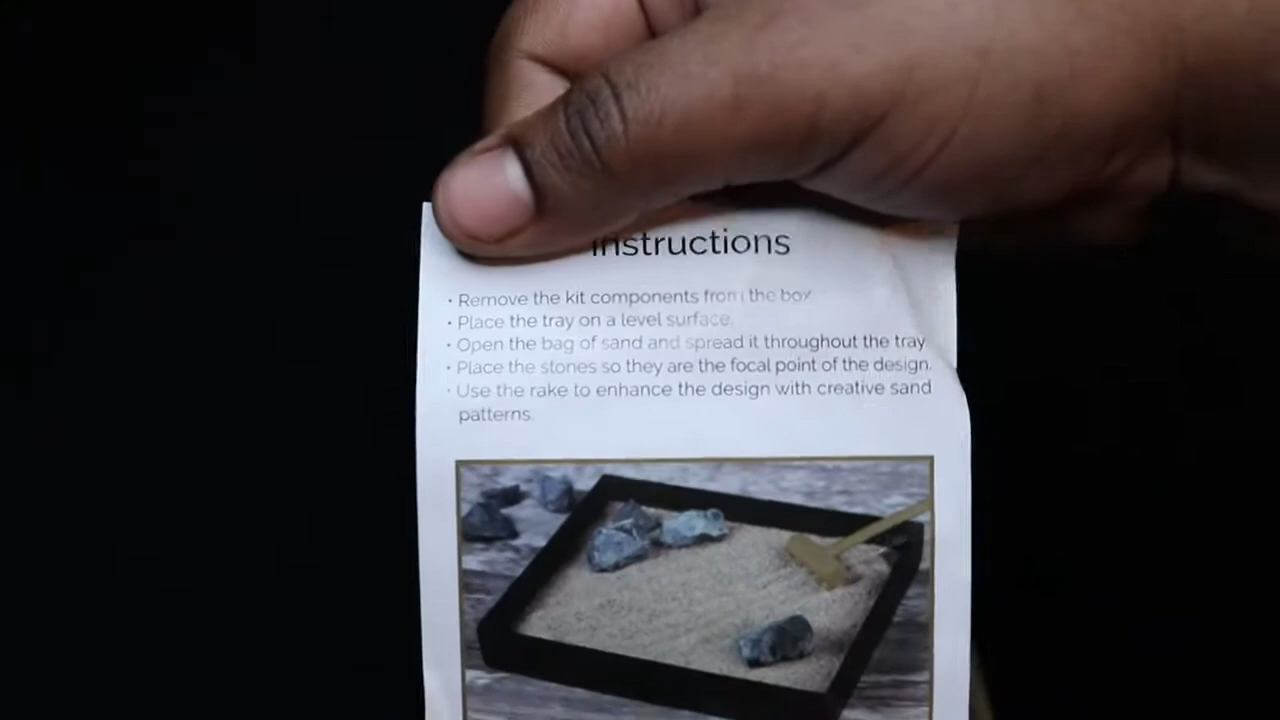 Instructions
• Remove the kit components from the box
• Place the tray on a level surface.
• Open the bag of sand and spread it throughout the tray
• Place the stones so they are the focal point of the design.
• Use the rake to enhance the design with creative sand
patterns.